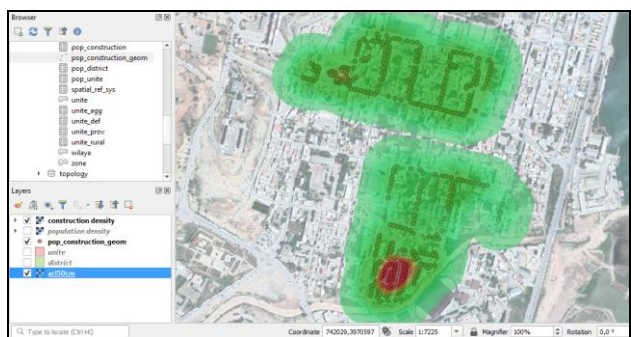 Browser
pop_construction
pop_construction_geom
pop_district
pop_unite
spatial_ref_sys
unite
unite_agg
unite_def
unite_prov
unite_rural
wilaya
zone
topology
Layers
construction density
population density
pop_construction_geom
unite
district
acl50cm
Type to locate (Ctrl+K)
Coordinate 742029,3970597 Scale 1:7225 Magnifier 100% Rotation 0,0 °